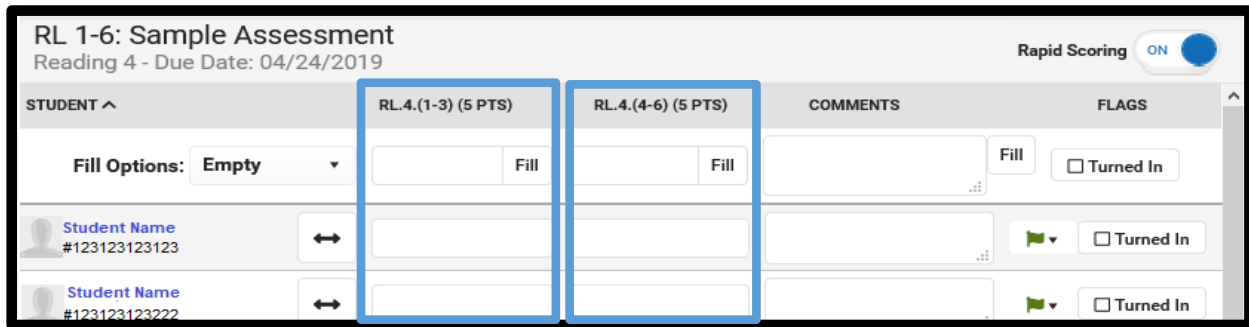 RL 1-6: Sample Assessment
Reading 4 - Due Date: 04/24/2019
Rapid Scoring ON
STUDENT RL.4.(1-3) (5 PTS) RL.4.(4-6) (5 PTS) COMMENTS FLAGS
Fill Options: Empty Fill Fill Fill Turned In
Student Name
#123123123123
Turned In
Student Name
#123123123222
Turned In